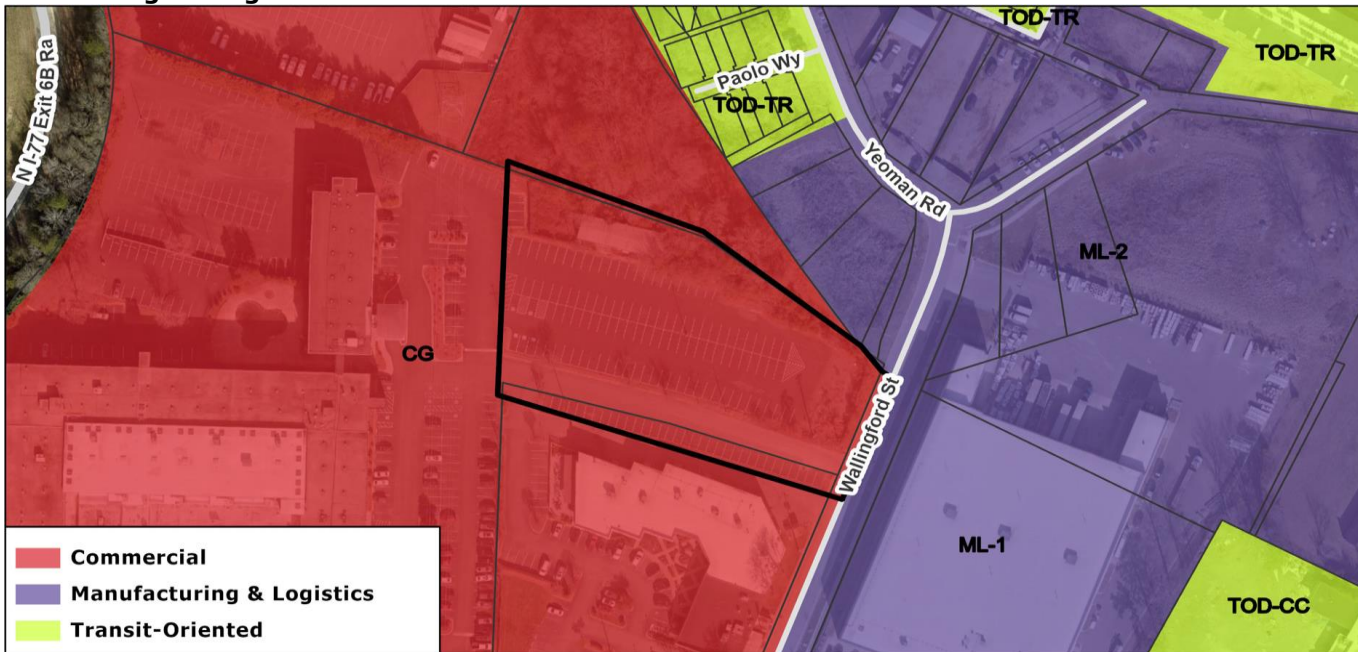 TOD-TR
TOD-TR
Paolo Wy
TOD-TR
N I-77 Exit 6B Ra
Yeoman Rd
ML-2
CG
Wallingford St
ML-1
TOD-CC
Commercial
Manufacturing & Logistics
Transit-Oriented